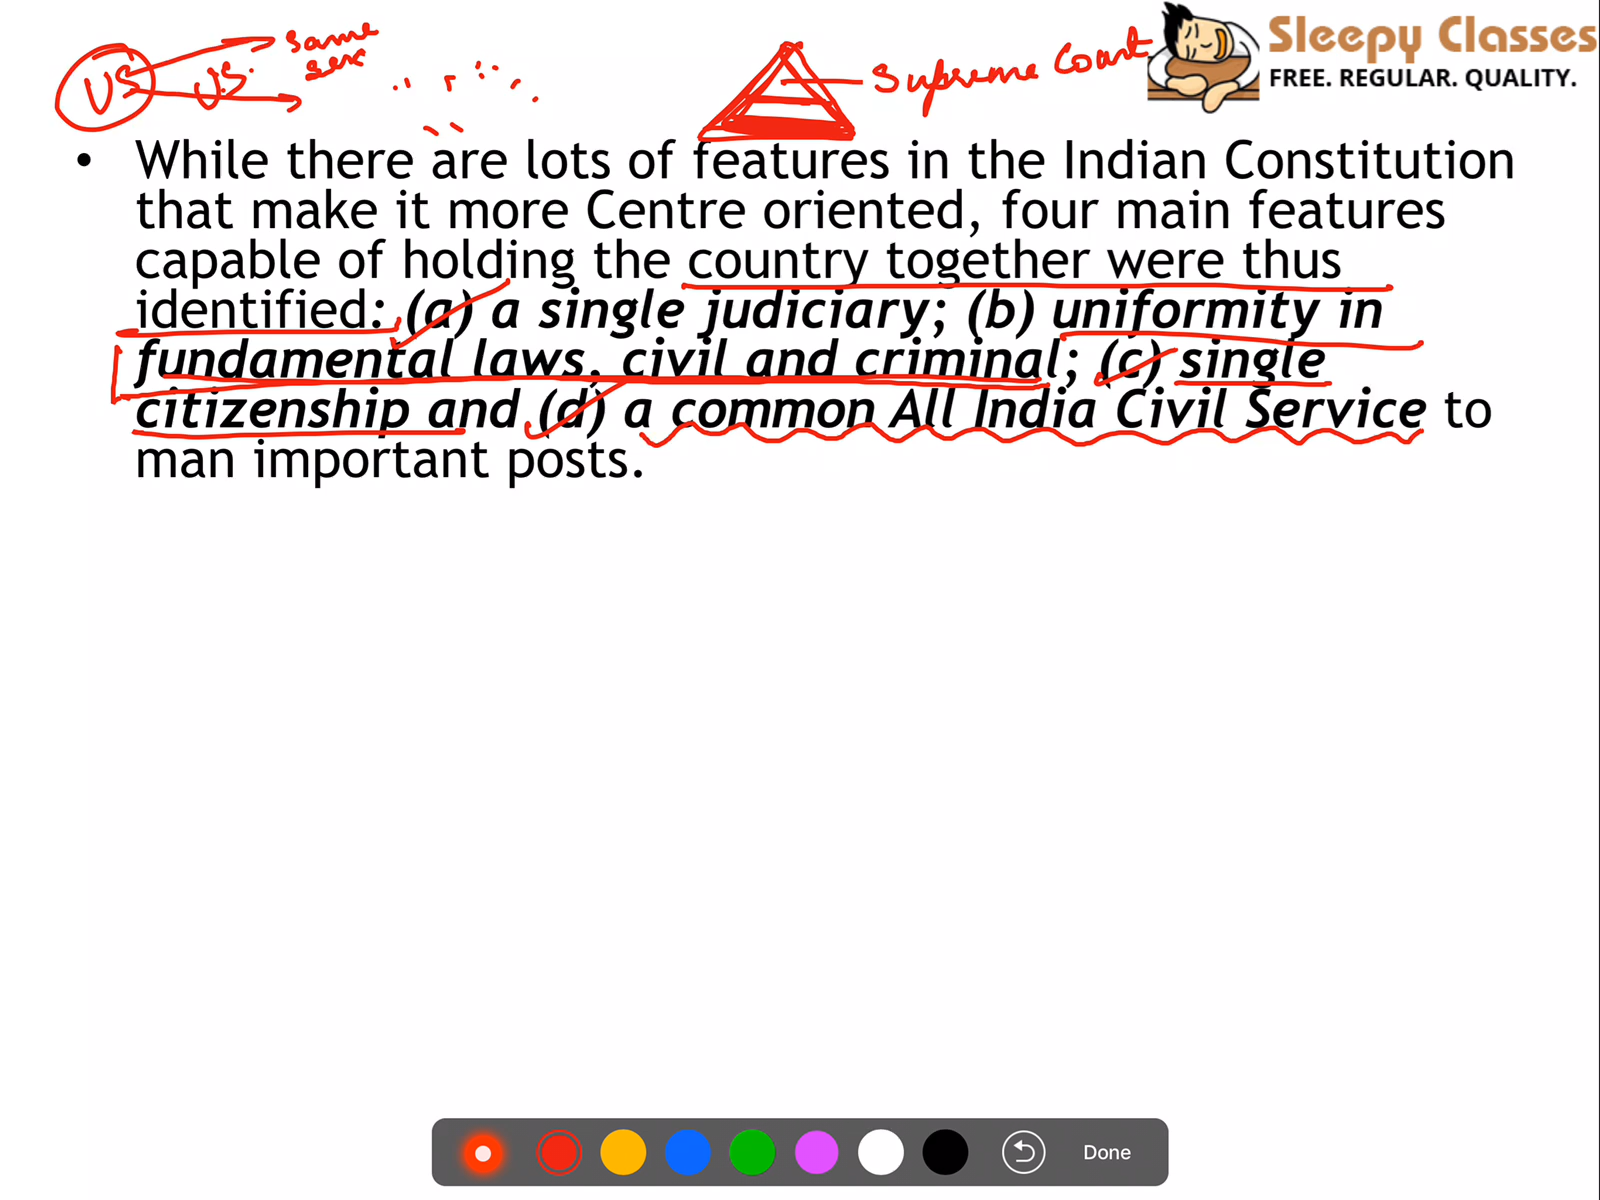 US
U.S.
Same
sex
Supreme Court
Sleepy Classes
FREE. REGULAR. QUALITY.
• While there are lots of features in the Indian Constitution
that make it more Centre oriented, four main features
capable of holding the country together were thus
identified: (a) a single judiciary; (b) uniformity in
fundamental laws, civil and criminal; (c) single
citizenship and (d) a common All India Civil Service to
man important posts.
Done